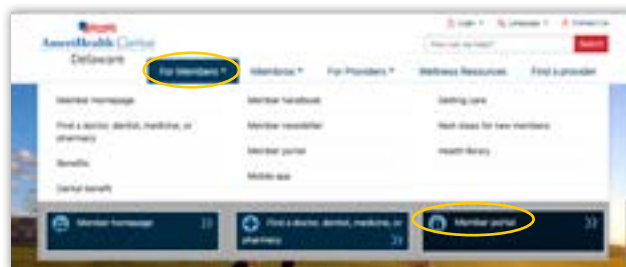 Login
Language
Contact us
AmeriHealth Caritas
Delaware
How can we help?
Search
For Members
Members
For Providers
Wellness Resources
Find a provider
Member homepage
Member handbook
Getting care
Find a doctor, dentist, medicine, or
pharmacy
Member newsletter
Next steps for new members
Benefits
Member portal
Health library
Dental benefit
Mobile app
Member homepage
Find a doctor, dentist, medicine, or
pharmacy
Member portal